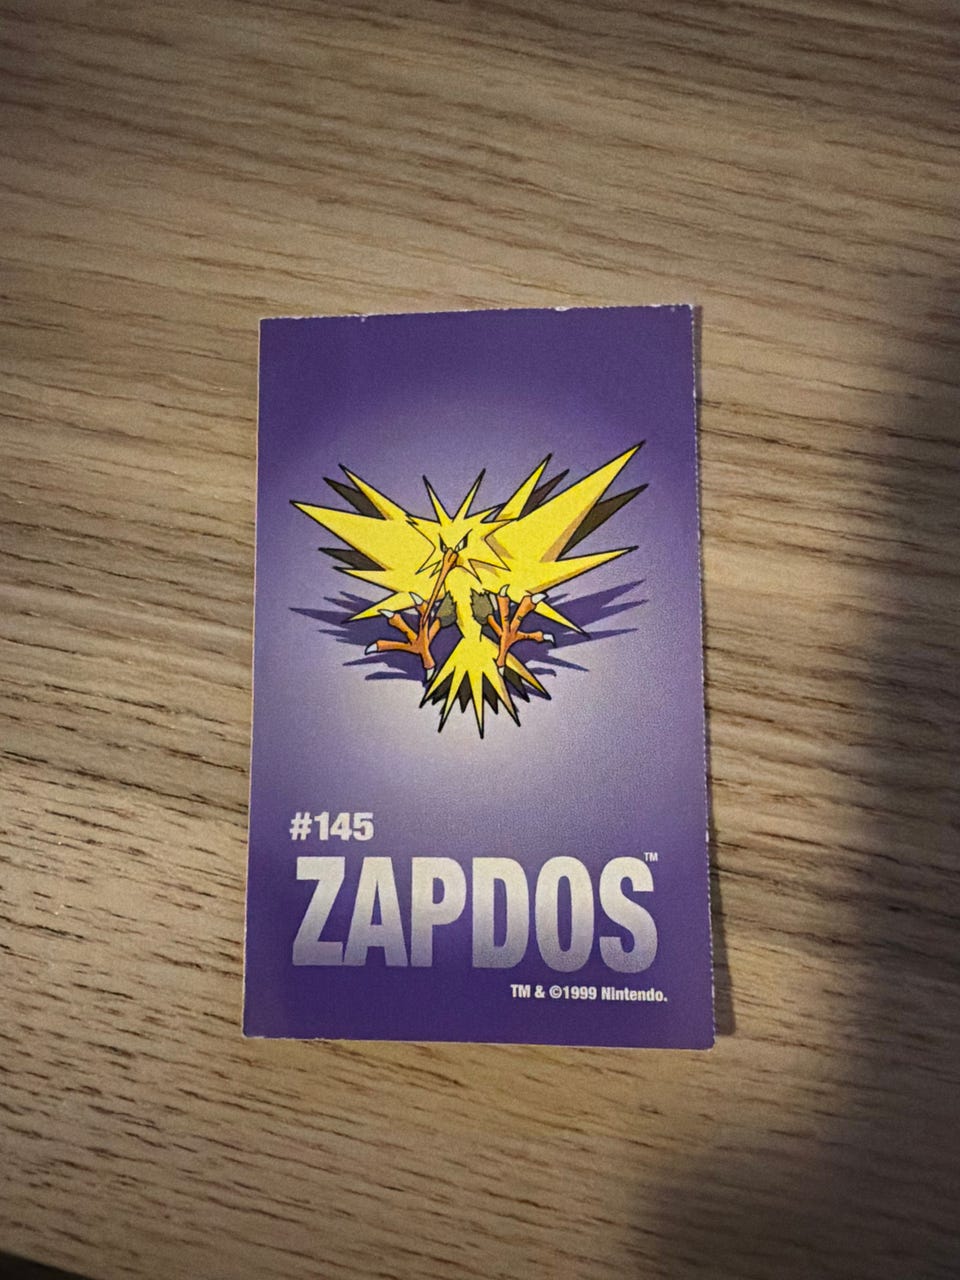 #145
ZAPDOS™
TM & ©1999 Nintendo.